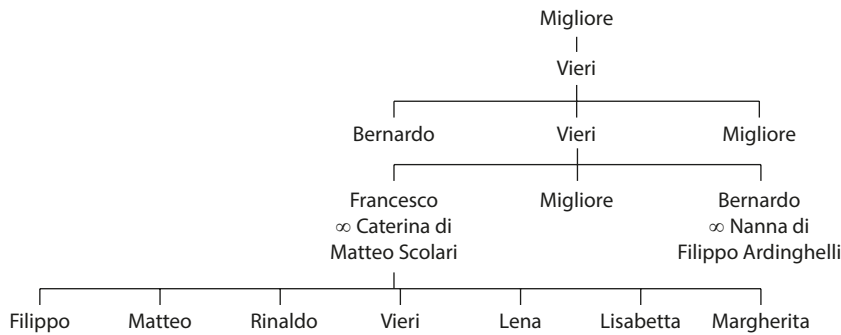 Migliore
Vieri
Bernardo Vieri Migliore
Francesco Migliore Bernardo
∞ Caterina di ∞ Nanna di
Matteo Scolari Filippo Ardinghelli
Filippo Matteo Rinaldo Vieri Lena Lisabetta Margherita